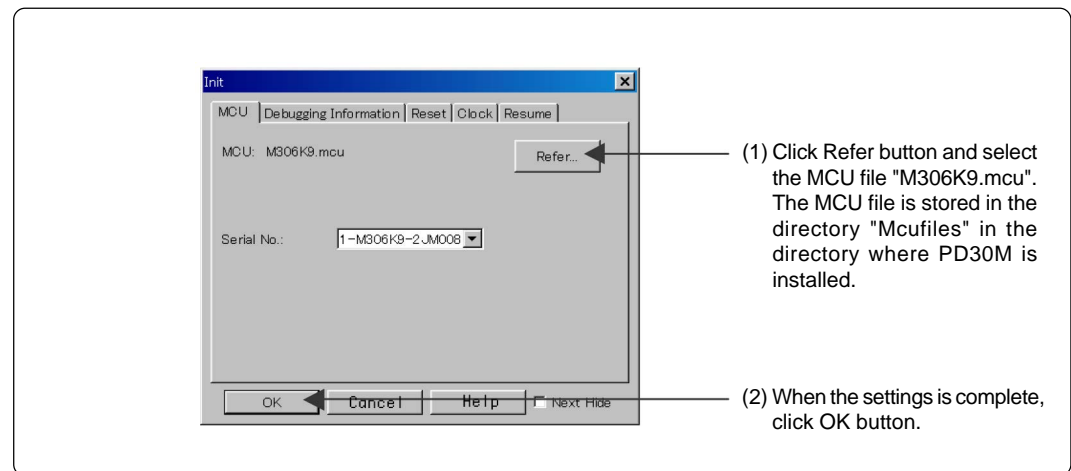 Init
MCU Debugging Information Reset Clock Resume
MCU: M306K9.mcu
Refer...
Serial No.: 1-M306K9-2JM008
OK Cancel Help Next Hide
(1) Click Refer button and select
the MCU file "M306K9.mcu".
The MCU file is stored in the
directory "Mcufiles" in the
directory where PD30M is
installed.
(2) When the settings is complete,
click OK button.